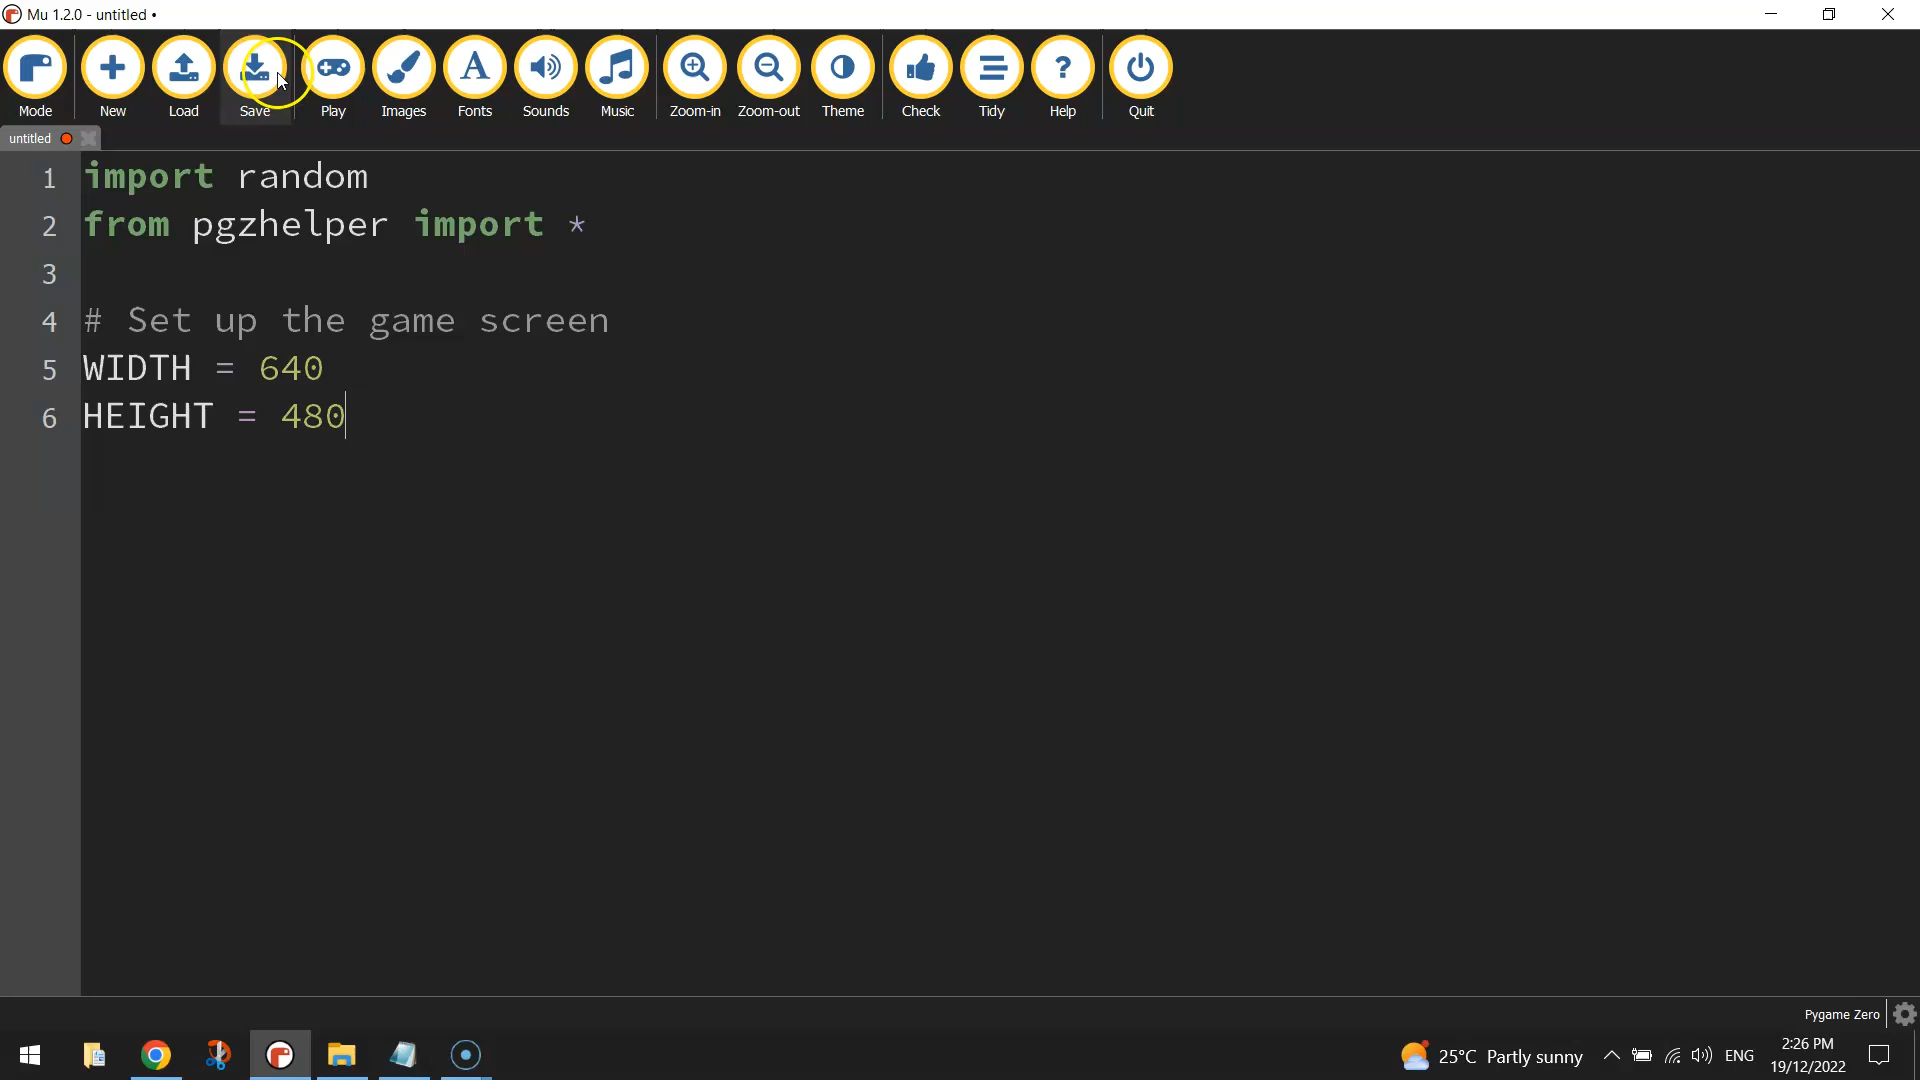 Mu 1.2.0 - untitled •
Mode New Load Save Play Images Fonts Sounds Music Zoom-in Zoom-out Theme Check Tidy Help Quit
untitled
1 import random
2 from pgzhelper import *
3
4 # Set up the game screen
5 WIDTH = 640
6 HEIGHT = 480
Pygame Zero
25°C Partly sunny ENG 2:26 PM
19/12/2022